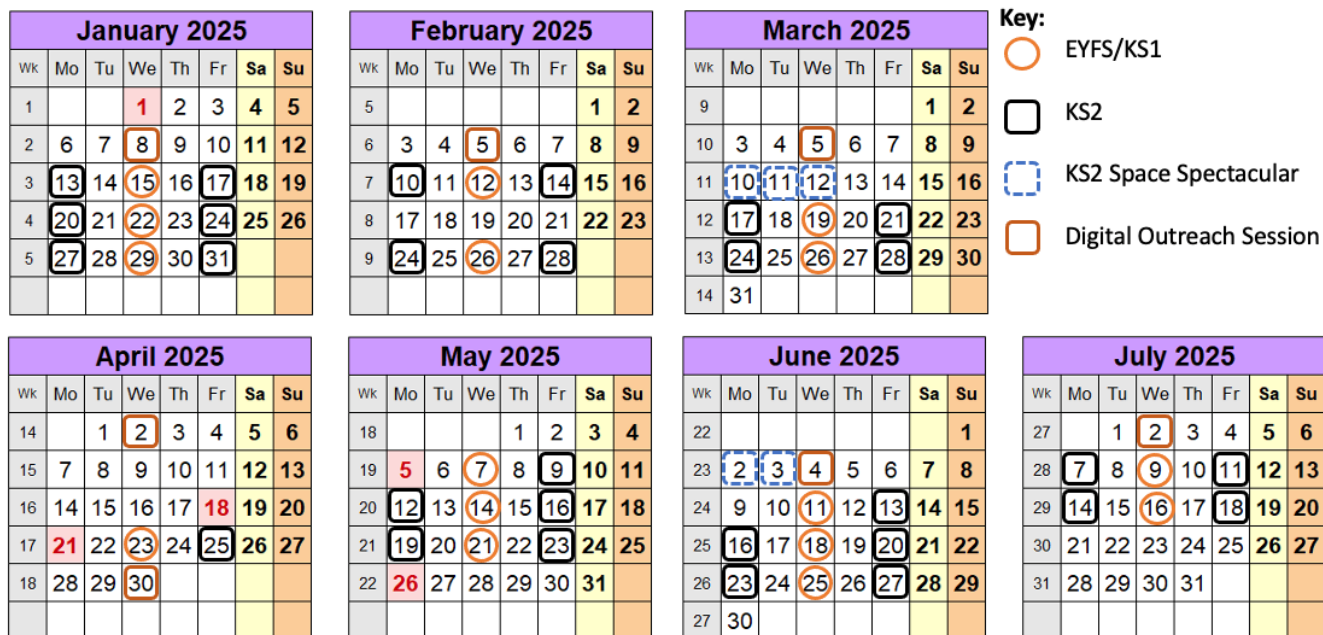 January 2025
Wk Mo Tu We Th Fr Sa Su
1 1 2 3 4 5
2 6 7 8 9 10 11 12
3 13 14 15 16 17 18 19
4 20 21 22 23 24 25 26
5 27 28 29 30 31
February 2025
Wk Mo Tu We Th Fr Sa Su
5 1 2
6 3 4 5 6 7 8 9
7 10 11 12 13 14 15 16
8 17 18 19 20 21 22 23
9 24 25 26 27 28
March 2025
Wk Mo Tu We Th Fr Sa Su
9 1 2
10 3 4 5 6 7 8 9
11 10 11 12 13 14 15 16
12 17 18 19 20 21 22 23
13 24 25 26 27 28 29 30
14 31
Key:
EYFS/KS1
KS2
KS2 Space Spectacular
Digital Outreach Session
April 2025
Wk Mo Tu We Th Fr Sa Su
14 1 2 3 4 5 6
15 7 8 9 10 11 12 13
16 14 15 16 17 18 19 20
17 21 22 23 24 25 26 27
18 28 29 30
May 2025
Wk Mo Tu We Th Fr Sa Su
18 1 2 3 4
19 5 6 7 8 9 10 11
20 12 13 14 15 16 17 18
21 19 20 21 22 23 24 25
22 26 27 28 29 30 31
June 2025
Wk Mo Tu We Th Fr Sa Su
22 1
23 2 3 4 5 6 7 8
24 9 10 11 12 13 14 15
25 16 17 18 19 20 21 22
26 23 24 25 26 27 28 29
27 30
July 2025
Wk Mo Tu We Th Fr Sa Su
27 1 2 3 4 5 6
28 7 8 9 10 11 12 13
29 14 15 16 17 18 19 20
30 21 22 23 24 25 26 27
31 28 29 30 31